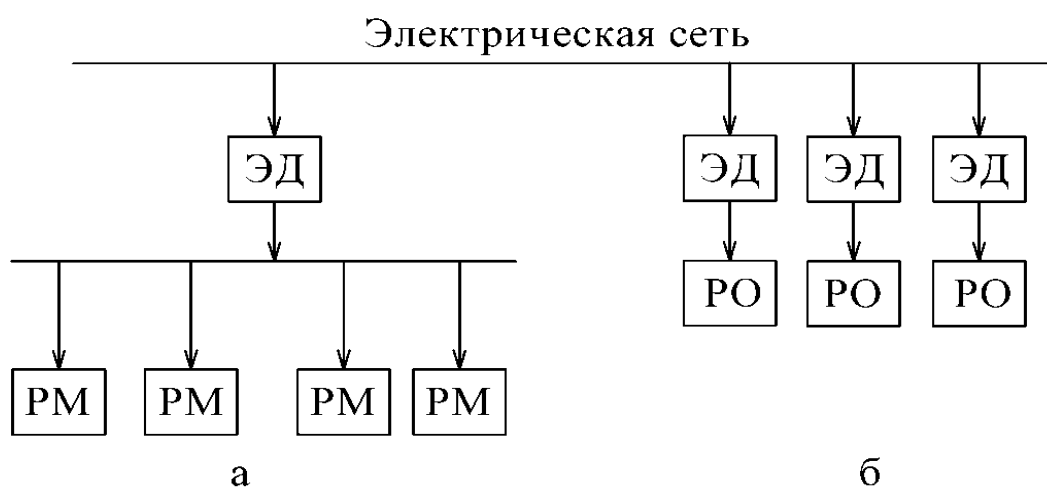 Электрическая сеть
ЭД ЭД ЭД ЭД
РО РО РО
РМ РМ РМ РМ
а б